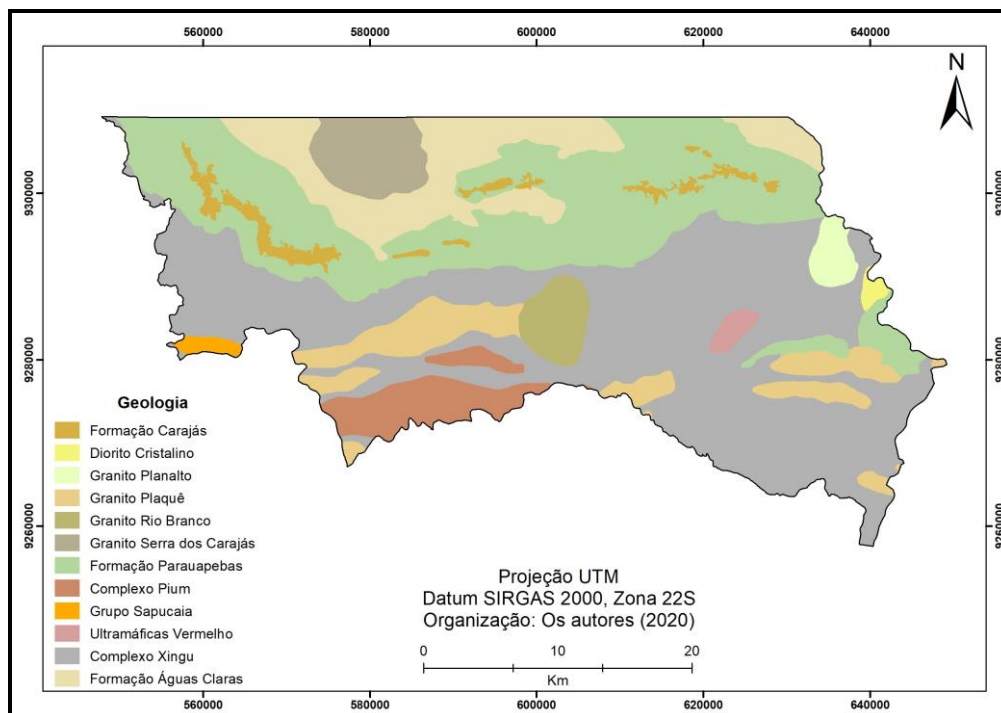 560000 580000 600000 620000 640000
N
9300000 9300000
9280000 9280000
9260000 9260000
Geologia
Formação Carajás
Diorito Cristalino
Granito Planalto
Granito Plaquê
Granito Rio Branco
Granito Serra dos Carajás
Formação Parauapebas
Complexo Pium
Grupo Sapucaia
Ultramáficas Vermelho
Complexo Xingu
Formação Águas Claras
Projeção UTM
Datum SIRGAS 2000, Zona 22S
Organização: Os autores (2020)
0 10 20
Km
560000 580000 600000 620000 640000